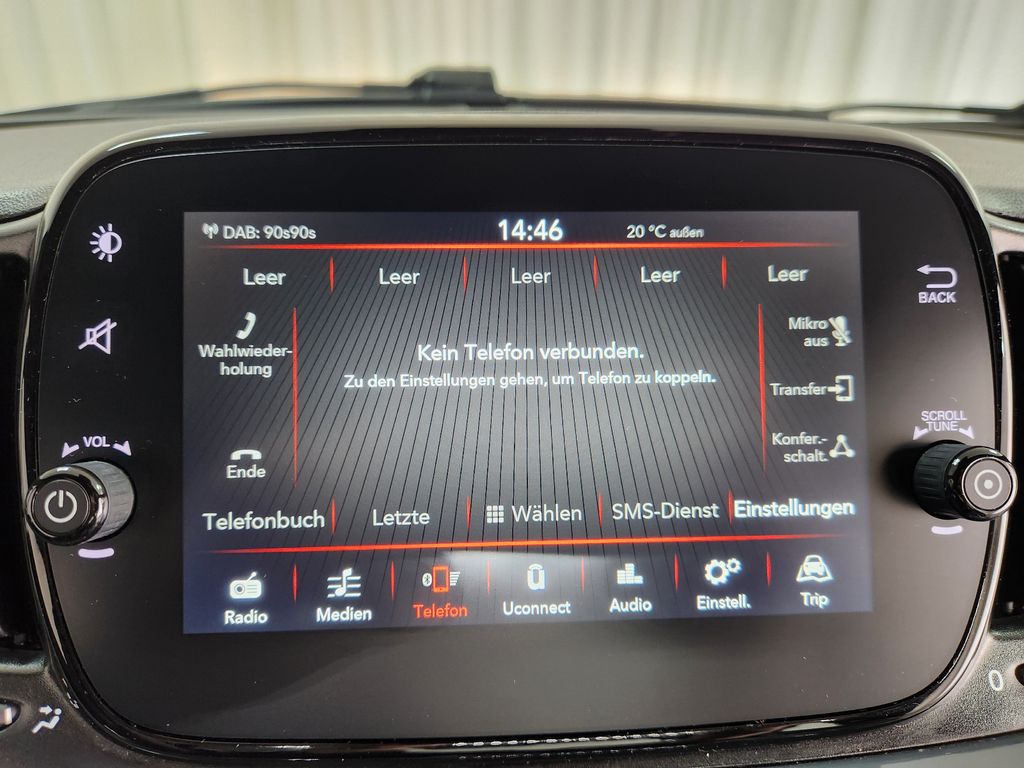 DAB: 90s90s 14:46 20 °C außen
Leer Leer Leer Leer Leer
BACK
Wahlwieder-
holung
Mikro
aus
Kein Telefon verbunden.
Zu den Einstellungen gehen, um Telefon zu koppeln.
Transfer
VOL
SCROLL
TUNE
Konfer.-
schalt.
Ende
Telefonbuch Letzte Wählen SMS-Dienst Einstellungen
Radio Medien Telefon Uconnect Audio Einstell. Trip
0